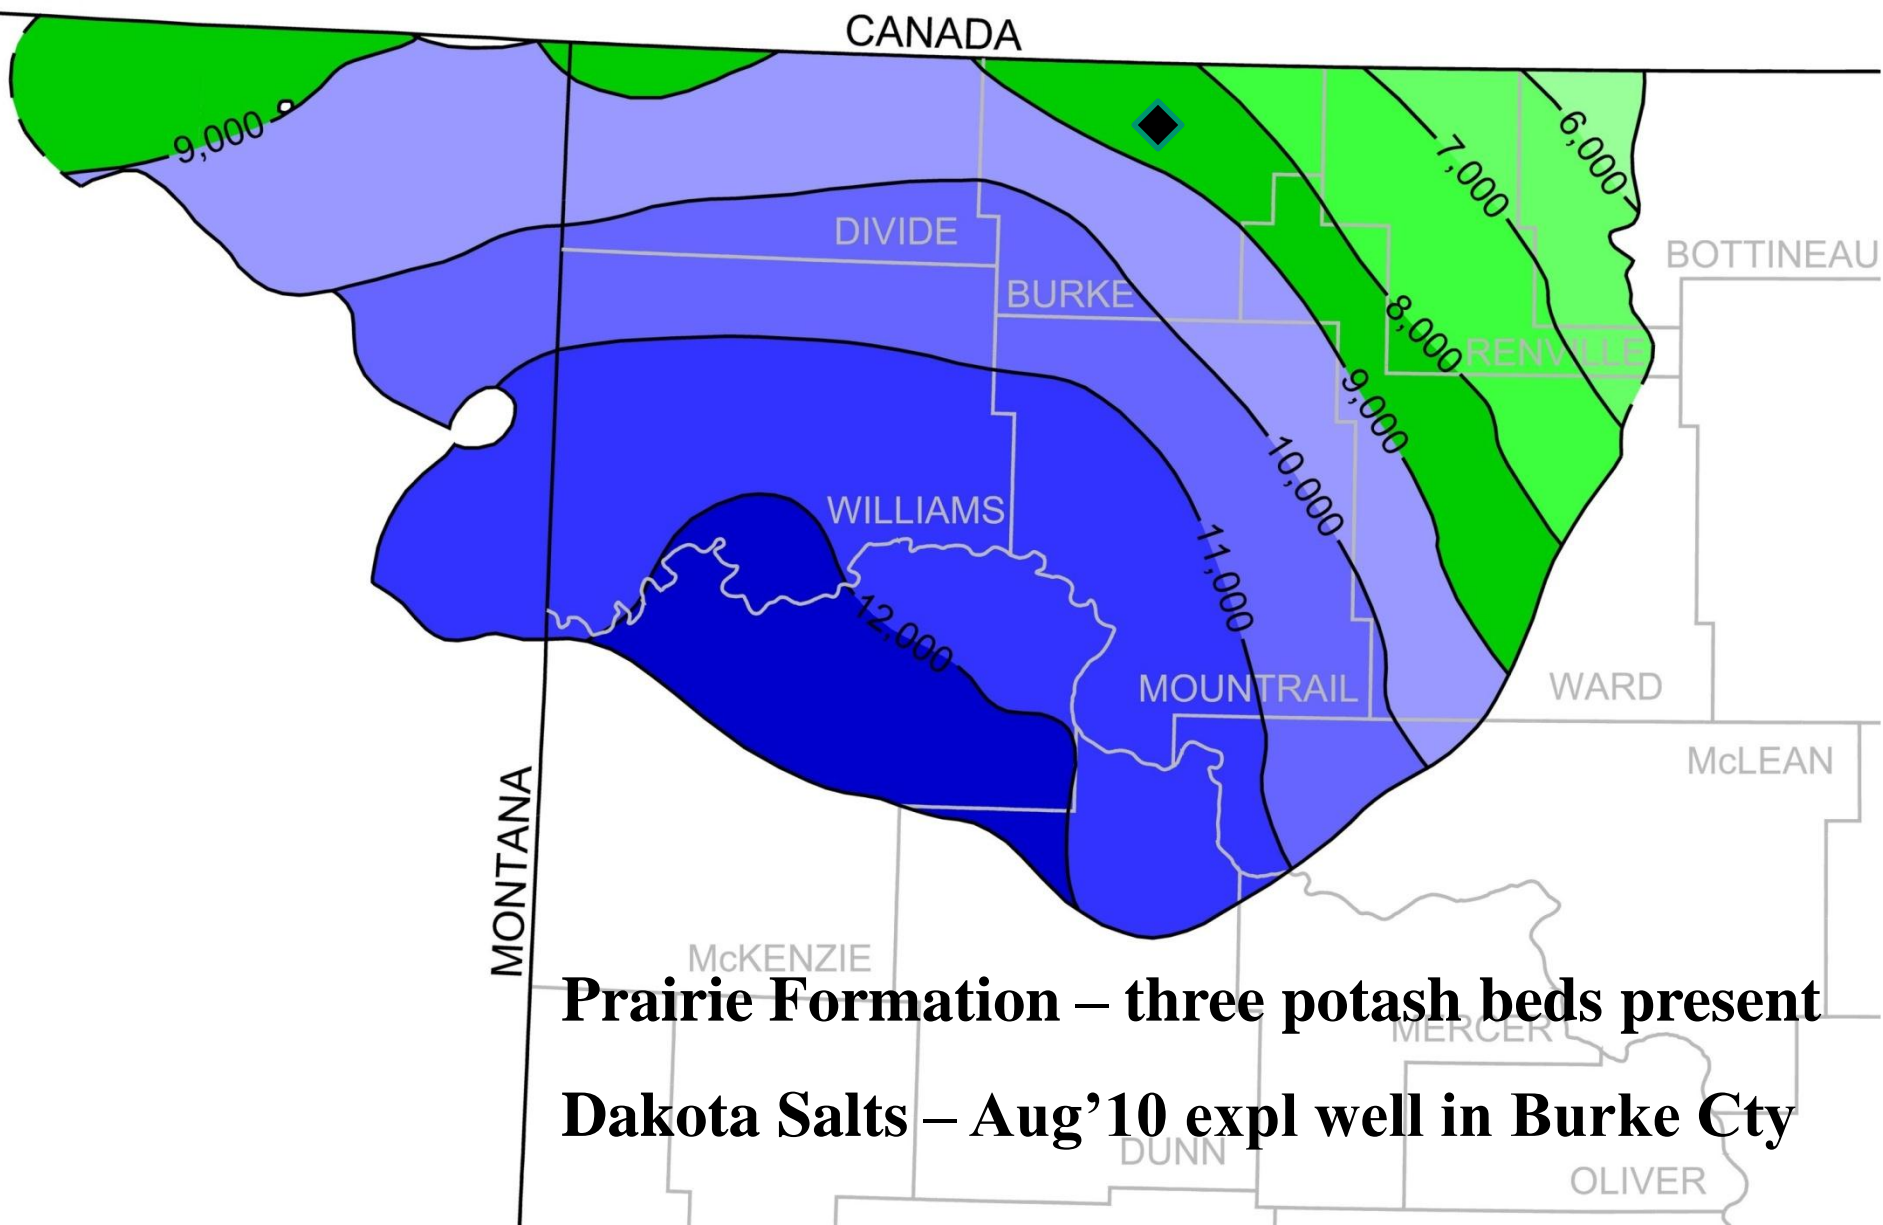 CANADA
9,000
6,000
7,000
DIVIDE
BOTTINEAU
BURKE
8,000
RENVILLE
9,000
10,000
WILLIAMS
11,000
12,000
MOUNTRAIL
WARD
McLEAN
MONTANA
McKENZIE
Prairie Formation – three potash beds present
MERCER
Dakota Salts – Aug’10 expl well in Burke Cty
DUNN
OLIVER